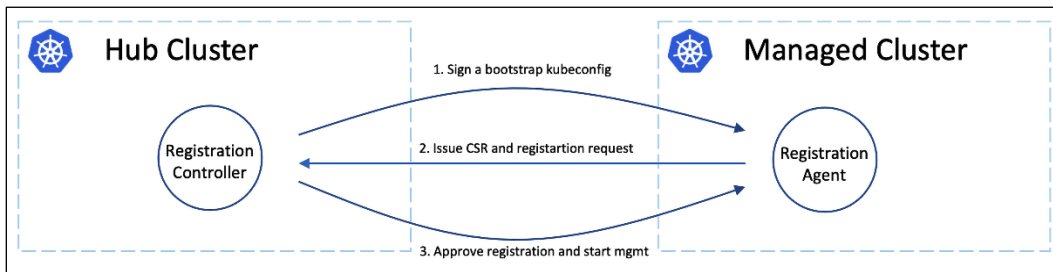 Hub Cluster
Managed Cluster
1. Sign a bootstrap kubeconfig
Registration
Controller
2. Issue CSR and registartion request
Registration
Agent
3. Approve registration and start mgmt